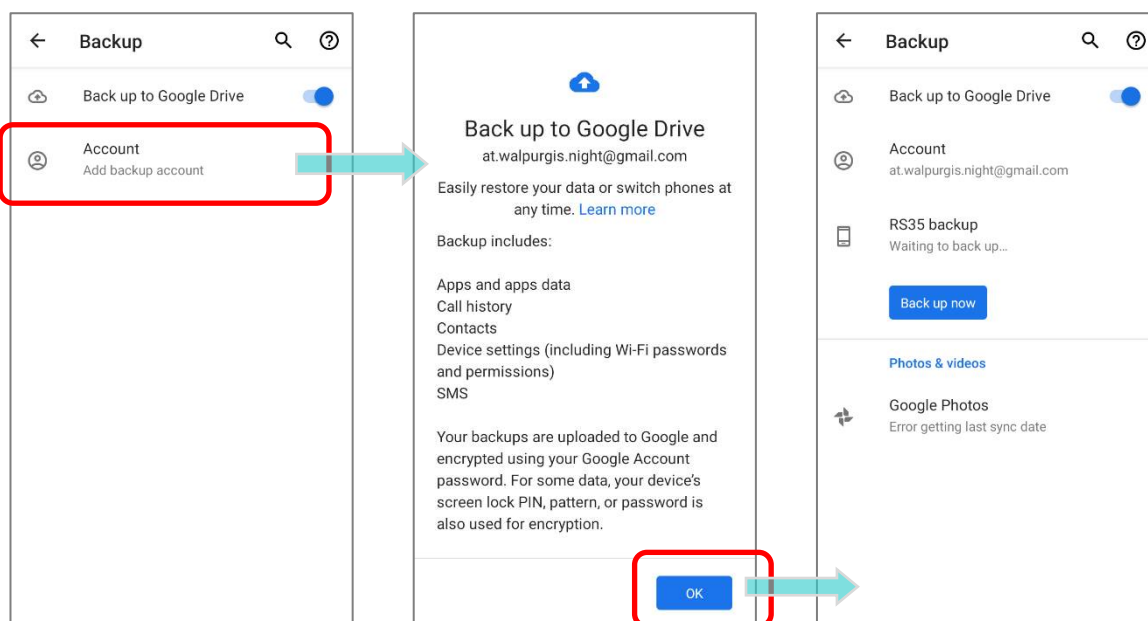 Backup
Back up to Google Drive
Account
Add backup account
Back up to Google Drive
at.walpurgis.night@gmail.com
Easily restore your data or switch phones at
any time. Learn more
Backup includes:
Apps and apps data
Call history
Contacts
Device settings (including Wi-Fi passwords
and permissions)
SMS
Your backups are uploaded to Google and
encrypted using your Google Account
password. For some data, your device's
screen lock PIN, pattern, or password is
also used for encryption.
OK
Backup
Back up to Google Drive
Account
at.walpurgis.night@gmail.com
RS35 backup
Waiting to back up...
Back up now
Photos & videos
Google Photos
Error getting last sync date